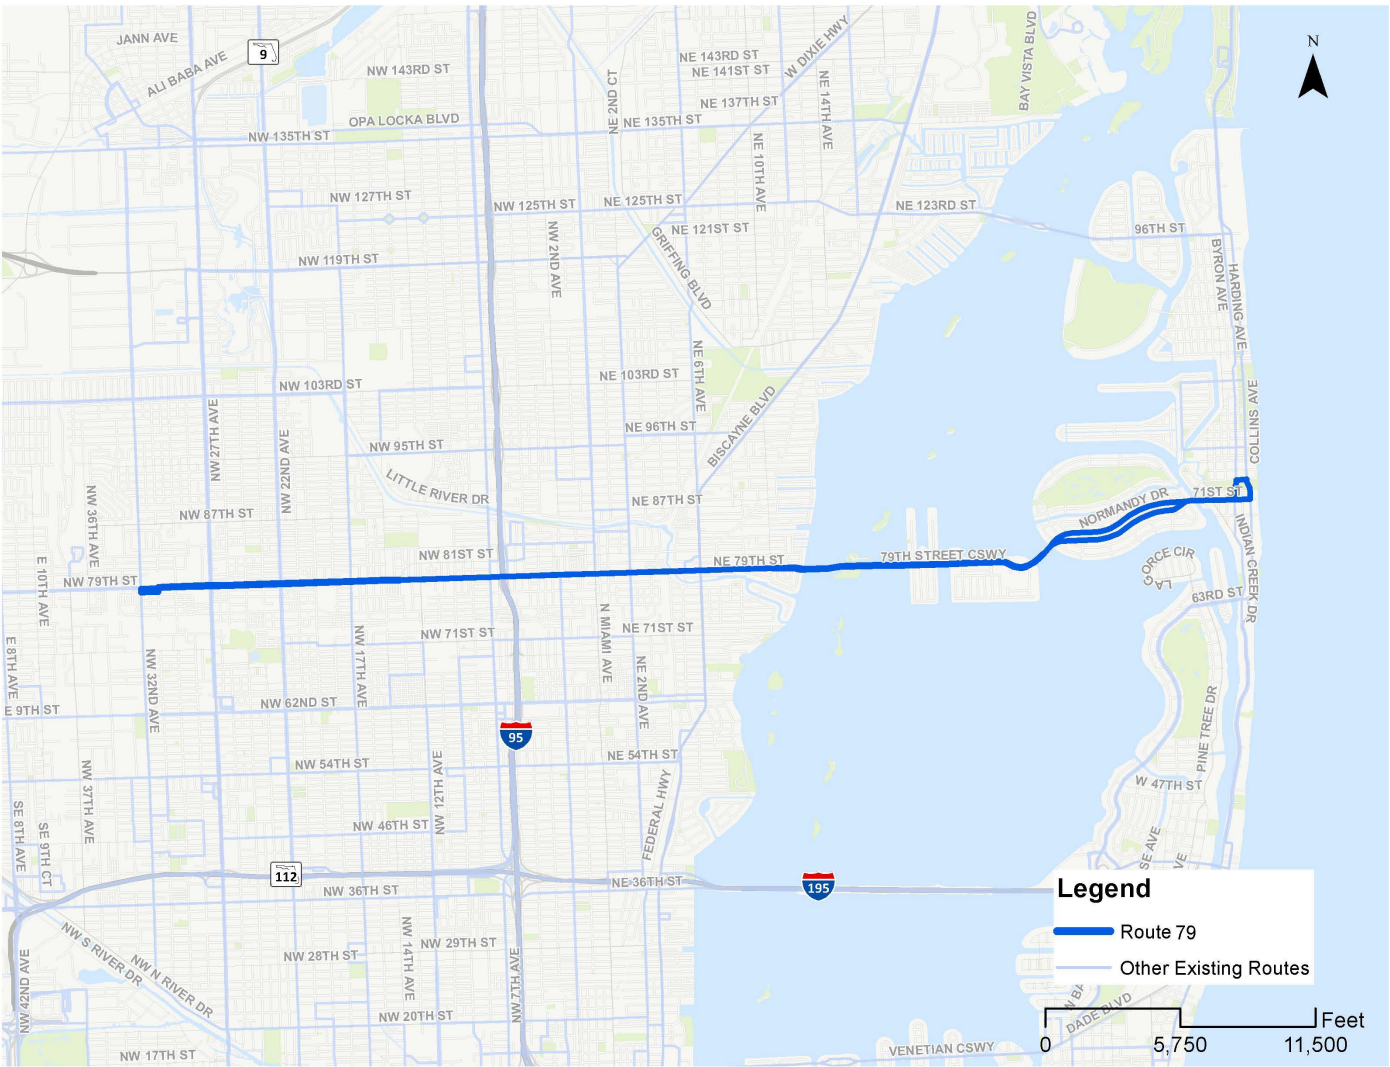 JANN AVE
ALI BABA AVE
9
NW 143RD ST
OPA LOCKA BLVD
NW 135TH ST
NE 2ND CT
NE 143RD ST
NE 141ST ST
W DIXIE HWY
NE 137TH ST
NE 135TH ST
NE 14TH AVE
NE 10TH AVE
BAY VISTA BLVD
N
NW 127TH ST
NW 125TH ST
NE 125TH ST
NE 123RD ST
NE 121ST ST
96TH ST
NW 119TH ST
NW 2ND AVE
GRIFFING BLVD
BYRON AVE
HARDING AVE
NW 103RD ST
NE 103RD ST
NE 6TH AVE
BISCAYNE BLVD
COLLINS AVE
NW 27TH AVE
NW 22ND AVE
NE 96TH ST
NW 95TH ST
LITTLE RIVER DR
NW 36TH AVE
NW 87TH ST
NE 87TH ST
NORMANDY DR
71ST ST
NW 81ST ST
NE 79TH ST
79TH STREET CSWY
INDIAN CREEK DR
E 10TH AVE
NW 79TH ST
LA GORCE CIR
63RD ST
E 8TH AVE
NW 32ND AVE
NW 17TH AVE
NW 71ST ST
N MIAMI AVE
NE 71ST ST
NE 2ND AVE
E 9TH ST
NW 62ND ST
95
PINE TREE DR
NW 54TH ST
NE 54TH ST
NW 37TH AVE
NW 12TH AVE
FEDERAL HWY
W 47TH ST
SE 8TH AVE
SE 9TH CT
NW 46TH ST
SE AVE
VE
112
NW 36TH ST
NE 36TH ST
195
Legend
Route 79
Other Existing Routes
NW S RIVER DR
NW N RIVER DR
NW 42ND AVE
NW 28TH ST
NW 14TH AVE
NW 29TH ST
NW 7TH AVE
NW 20TH ST
NW 17TH ST
N BA
DADE BLVD
VENETIAN CSWY
Feet
0 5,750 11,500